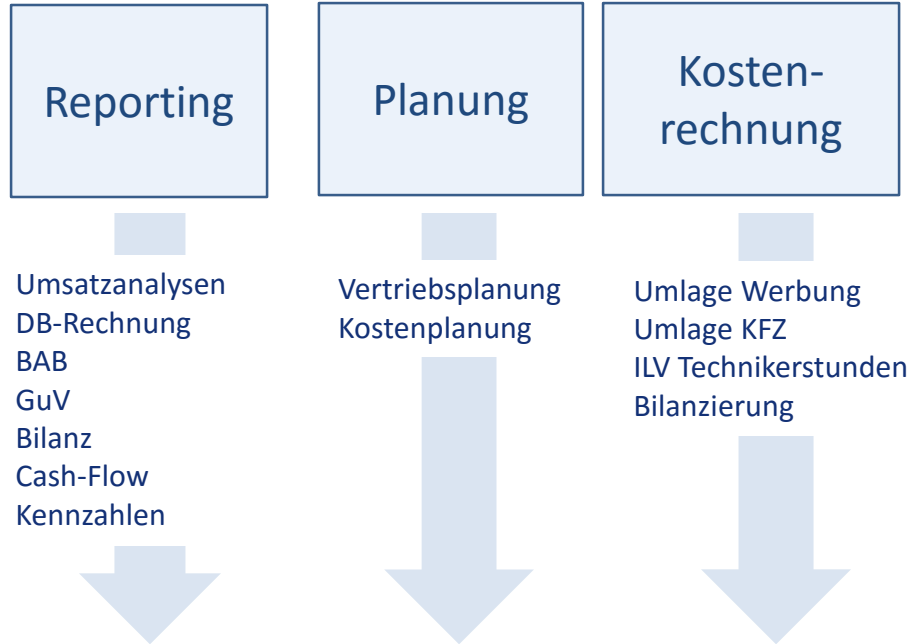 Reporting
Umsatzanalysen
DB-Rechnung
BAB
GuV
Bilanz
Cash-Flow
Kennzahlen
Planung
Vertriebsplanung
Kostenplanung
Kosten-
rechnung
Umlage Werbung
Umlage KFZ
ILV Technikerstunden
Bilanzierung